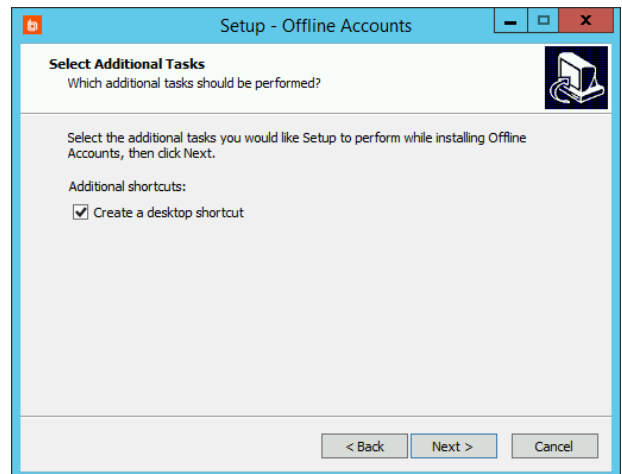 Setup - Offline Accounts
Select Additional Tasks
Which additional tasks should be performed?
Select the additional tasks you would like Setup to perform while installing Offline
Accounts, then click Next.
Additional shortcuts:
Create a desktop shortcut
< Back Next > Cancel